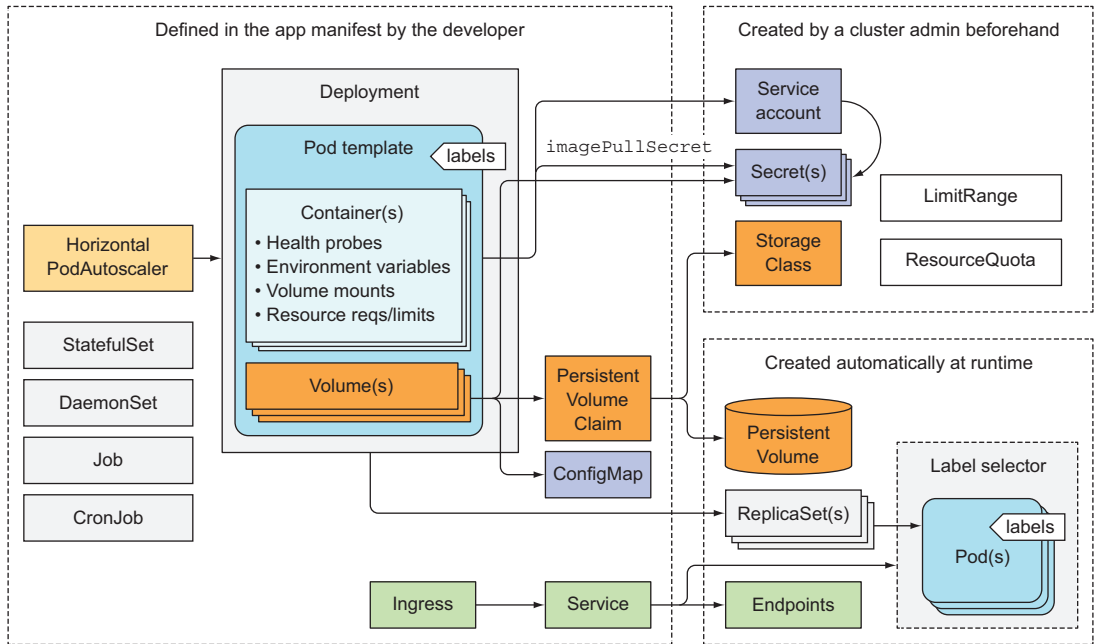 Defined in the app manifest by the developer
Deployment
Pod template
labels
Container(s)
• Health probes
• Environment variables
• Volume mounts
• Resource reqs/limits
Volume(s)
Horizontal
PodAutoscaler
StatefulSet
DaemonSet
Job
CronJob
imagePullSecret
Persistent
Volume
Claim
ConfigMap
Ingress
Service
Created by a cluster admin beforehand
Service
account
Secret(s)
Storage
Class
LimitRange
ResourceQuota
Created automatically at runtime
Persistent
Volume
ReplicaSet(s)
Endpoints
Label selector
labels
Pod(s)